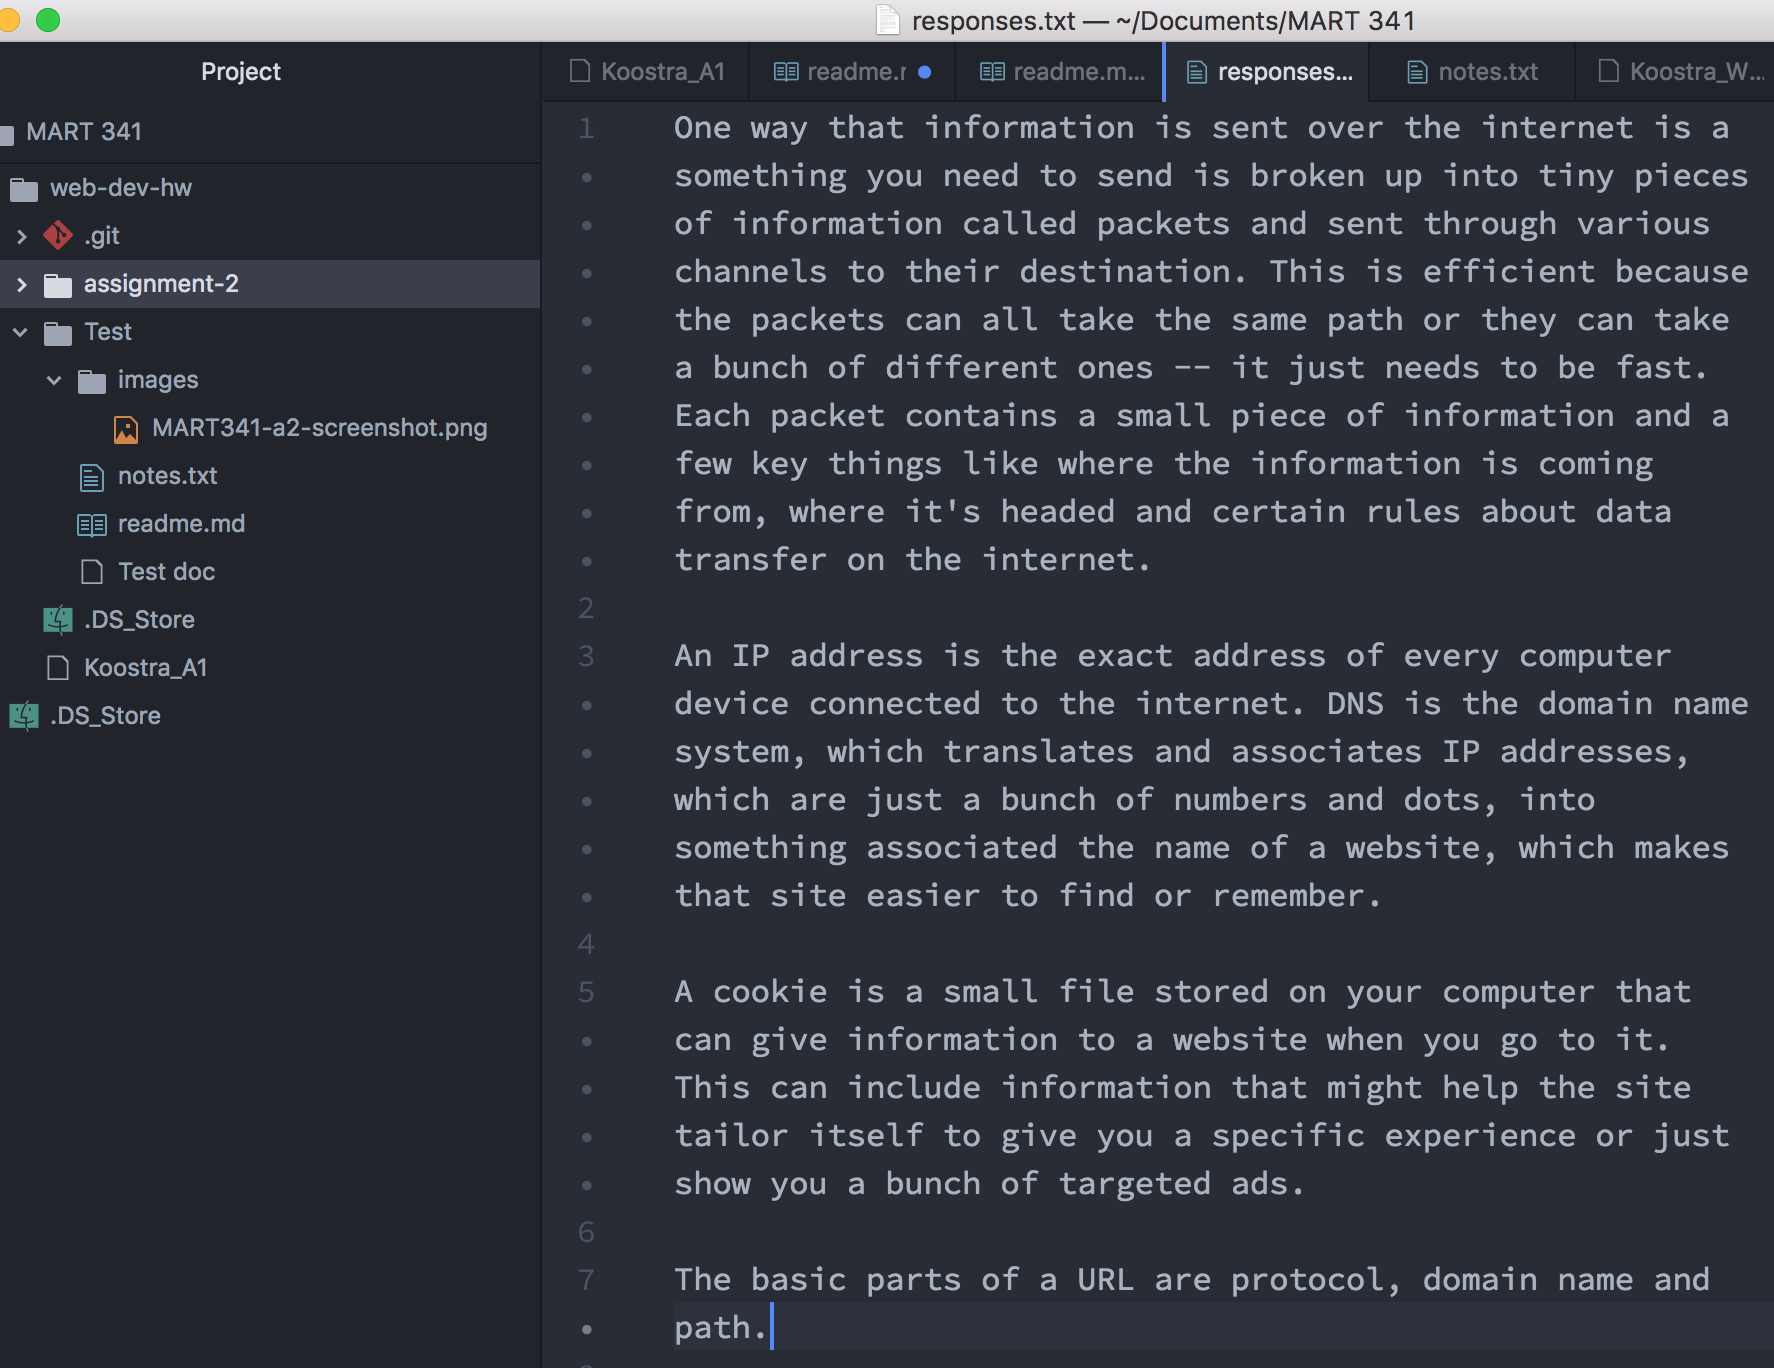 responses.txt — ~/Documents/MART 341
Project
Koostra_A1
readme.r
readme.m...
responses...
notes.txt
Koostra_W...
MART 341
web-dev-hw
.git
assignment-2
Test
images
MART341-a2-screenshot.png
notes.txt
readme.md
Test doc
.DS_Store
Koostra_A1
.DS_Store
1 One way that information is sent over the internet is a
something you need to send is broken up into tiny pieces
of information called packets and sent through various
channels to their destination. This is efficient because
the packets can all take the same path or they can take
a bunch of different ones -- it just needs to be fast.
Each packet contains a small piece of information and a
few key things like where the information is coming
from, where it's headed and certain rules about data
transfer on the internet.
2
3 An IP address is the exact address of every computer
device connected to the internet. DNS is the domain name
system, which translates and associates IP addresses,
which are just a bunch of numbers and dots, into
something associated the name of a website, which makes
that site easier to find or remember.
4
5 A cookie is a small file stored on your computer that
can give information to a website when you go to it.
This can include information that might help the site
tailor itself to give you a specific experience or just
show you a bunch of targeted ads.
6
7 The basic parts of a URL are protocol, domain name and
path.